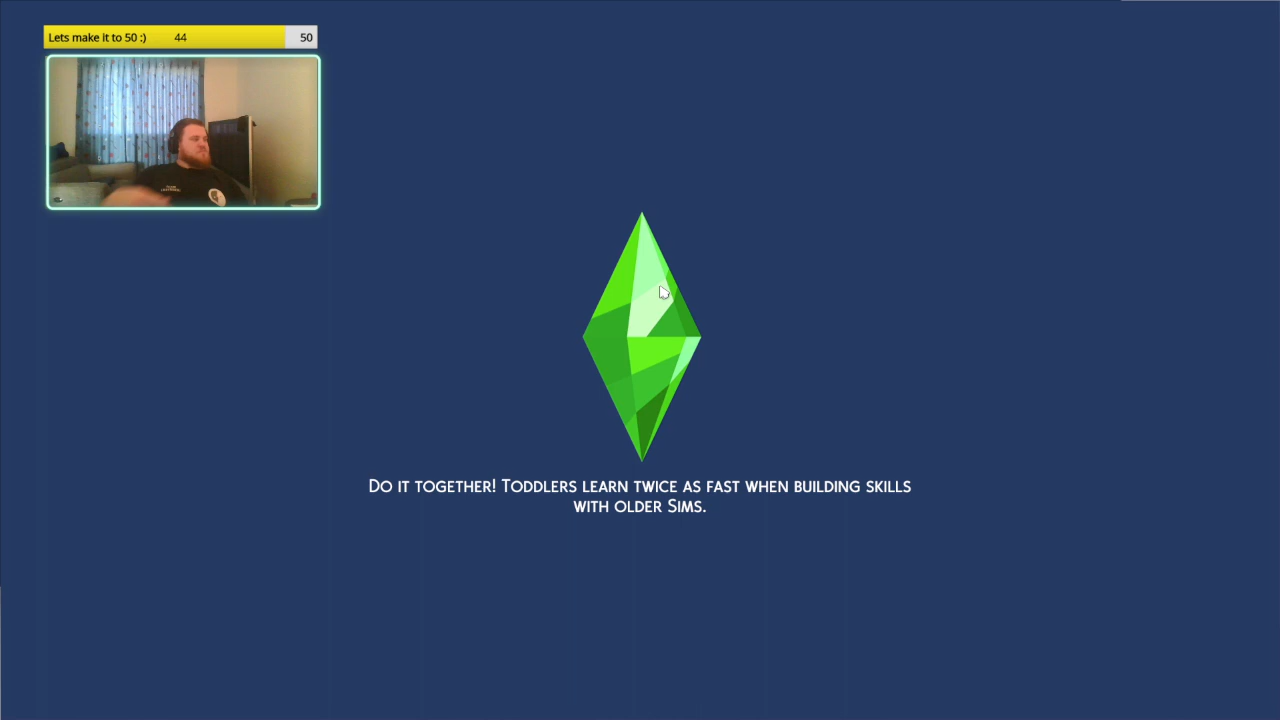 Lets make it to 50 :) 44 50
DO IT TOGETHER! TODDLERS LEARN TWICE AS FAST WHEN BUILDING SKILLS
WITH OLDER SIMS.